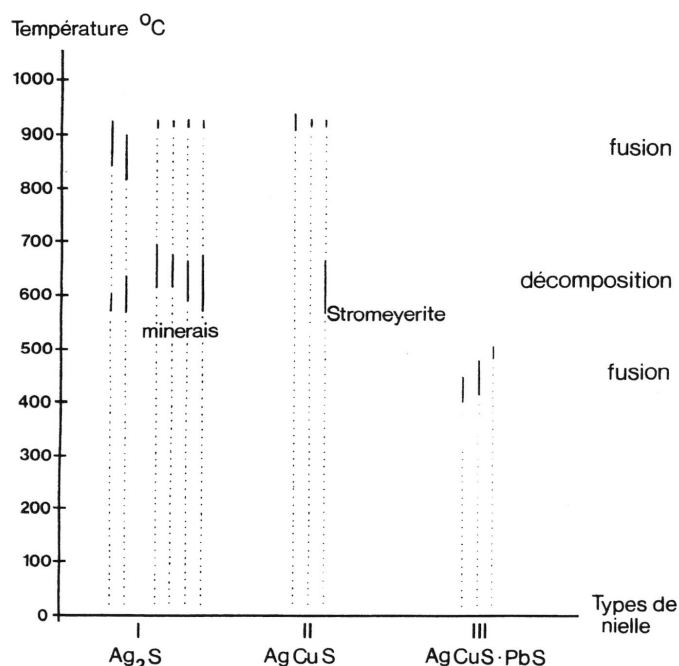 Température °C
1000
900
fusion
800
700
décomposition
600
minerais
Stromeyerite
500
fusion
400
300
200
100
0
Types de
nielle
I
II
III
Ag₂S
AgCuS
AgCuS·PbS